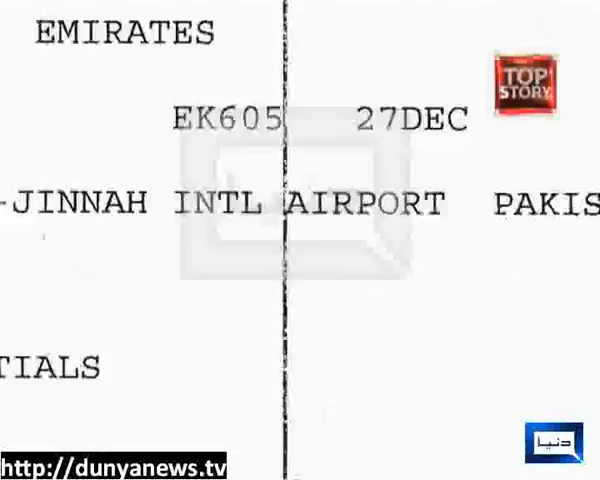 EMIRATES
TOP
STORY
EK605 27DEC
-JINNAH INTL AIRPORT PAKIS
TIALS
دنیا
http://dunyanews.tv